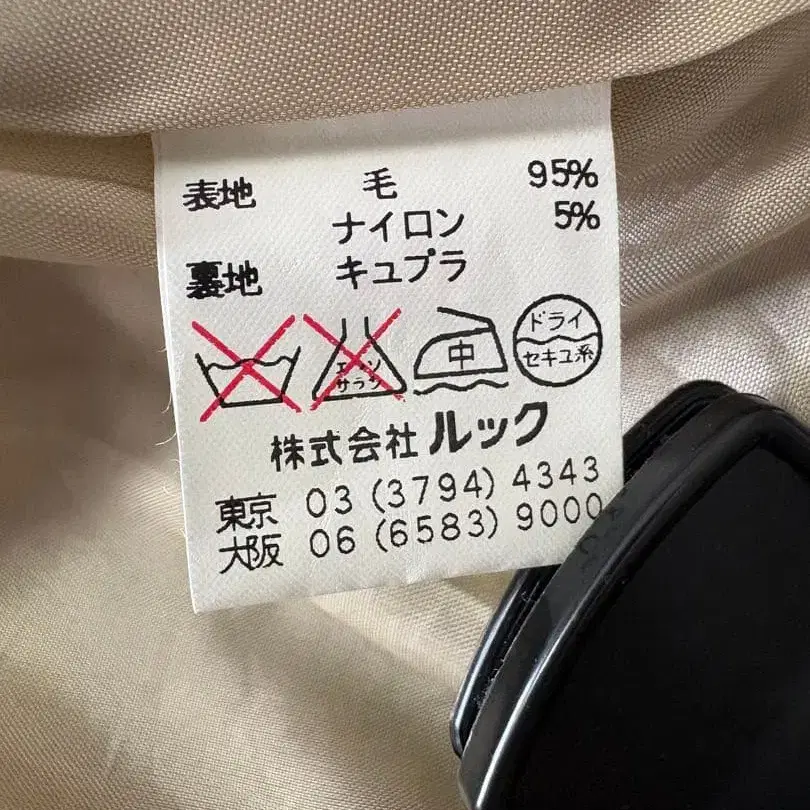 表地 毛 95%
ナイロン 5%
裏地 キュプラ
エンソ
サラシ
中
ドライ
セキユ系
株式会社 ルック
東京 03 (3794) 4343
大阪 06 (6583) 9000